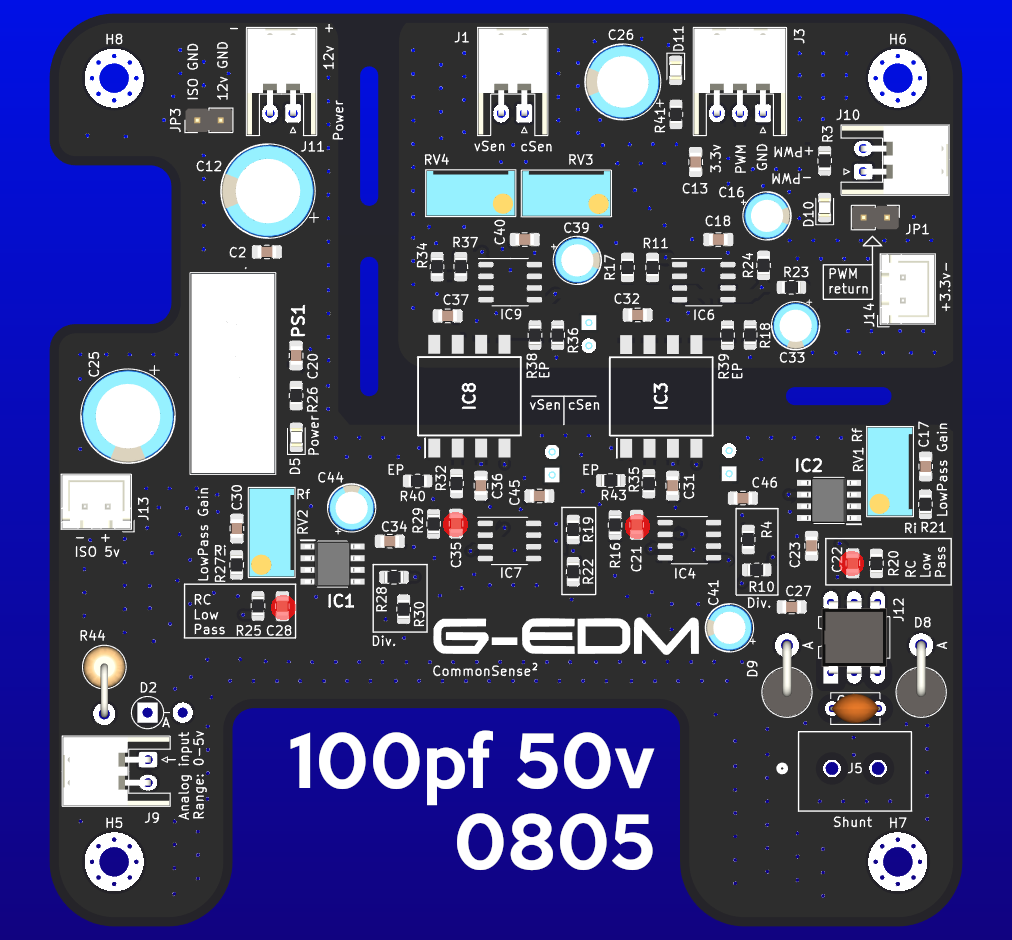 H8
ISO GND
12v GND
JP3
- +
12v
Power
J11
J1
vSen cSen
C26
D11
R41+
J3
3.3v
PWM
GND
C13
H6
J10
R3
PWM+
PWM-
D10
JP1
C12
+
C2
RV4
RV3
C40
C39
C16
C18
R34
R37
R17
R11
R24
R23
IC9
IC6
PWM
return
J14
+3.3v-
C37
C32
C33
R38
EP
R36
R39
EP
R18
PS1
C20
R26
Power
D5
C25
+
IC8
IC3
vSen
cSen
J13
- +
ISO 5v
LowPass Gain
C30
Ri
R27
Rf
RV2
C44
IC1
C34
EP
R40
R32
C36
C45
R29
C35
IC7
R19
R22
EP
R43
R35
C31
R16
C21
IC4
C46
R4
R10
Div.
IC2
RV1 Rf
C17
LowPass Gain
Ri R21
C23
C22
R20
RC
Low
Pass
RC
Low
Pass
R25 C28
R28
R30
Div.
C41
+
C27
J12
G-EDM
CommonSense²
R44
D2
A
D9
A
D8
A
Analog input
Range: 0-5v
J9
H5
100pf 50v
0805
J5
Shunt
H7